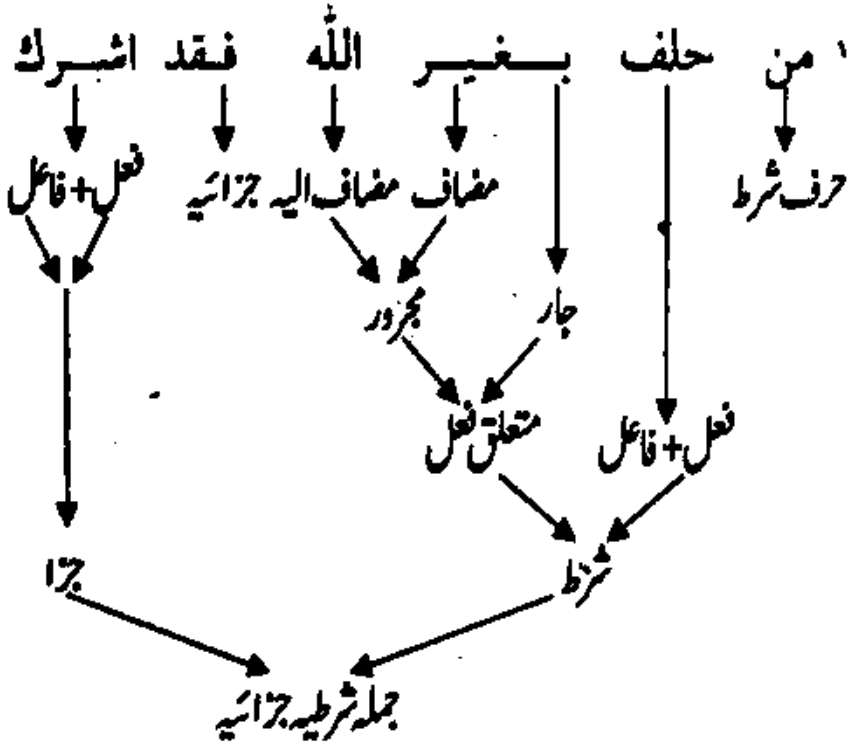 ۱ من حلف بغير الله فقد اشرك
حرف شرط مضاف مضاف الیہ جزائیہ فعل+فاعل
جار مجرور
فعل+فاعل متعلق فعل
شرط جزا
جملہ شرطیہ جزائیہ